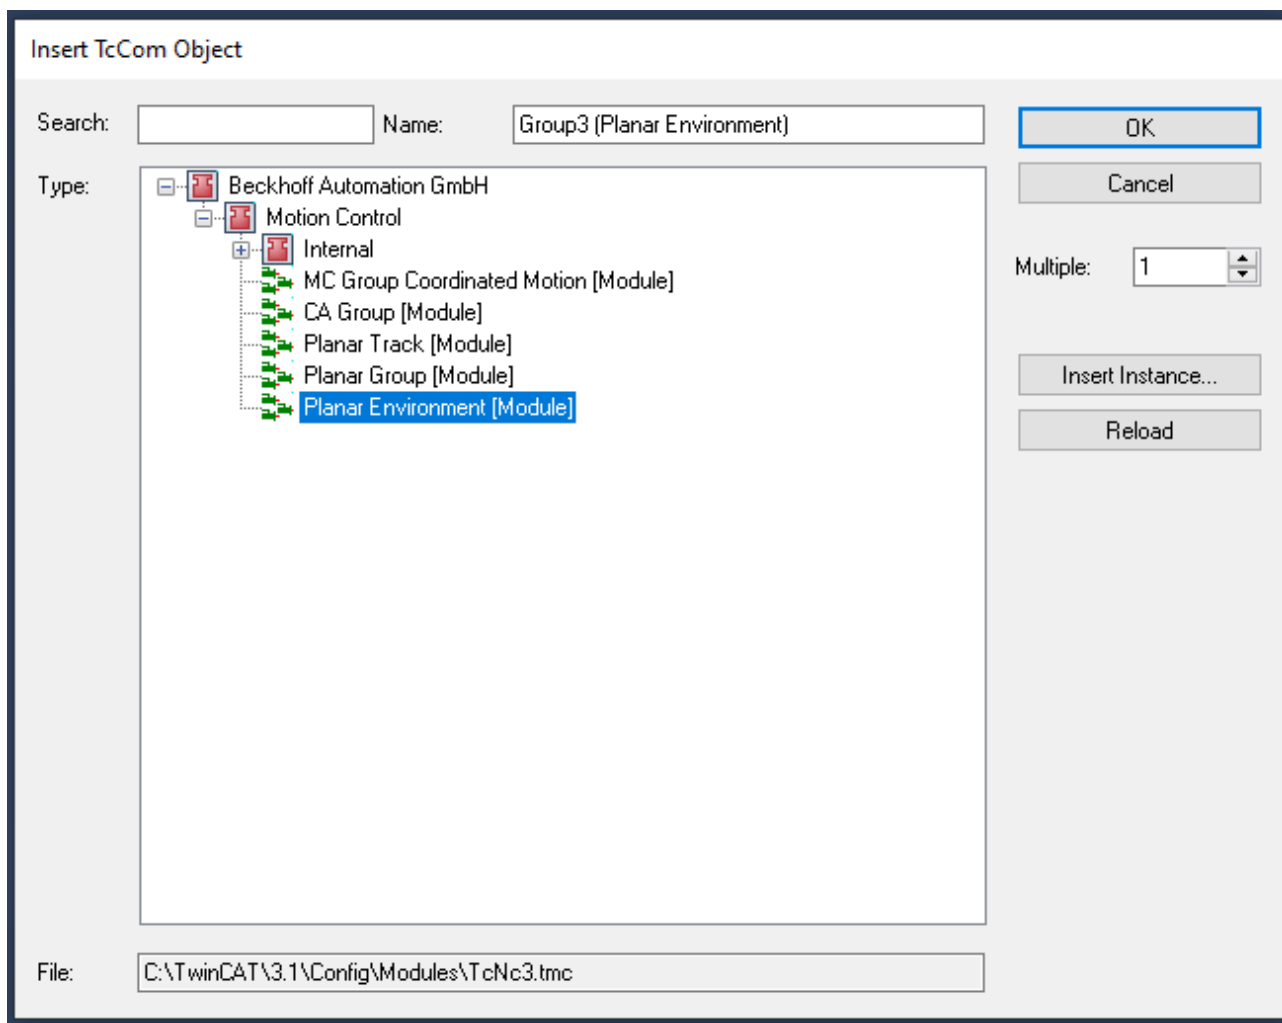 Insert TcCom Object
Search:
Name: Group3 (Planar Environment)
OK
Type:
Beckhoff Automation GmbH
Cancel
Motion Control
Internal
Multiple: 1
MC Group Coordinated Motion [Module]
CA Group [Module]
Planar Track [Module]
Planar Group [Module]
Insert Instance...
Planar Environment [Module]
Reload
File: C:\TwinCAT\3.1\Config\Modules\TcNc3.tmc